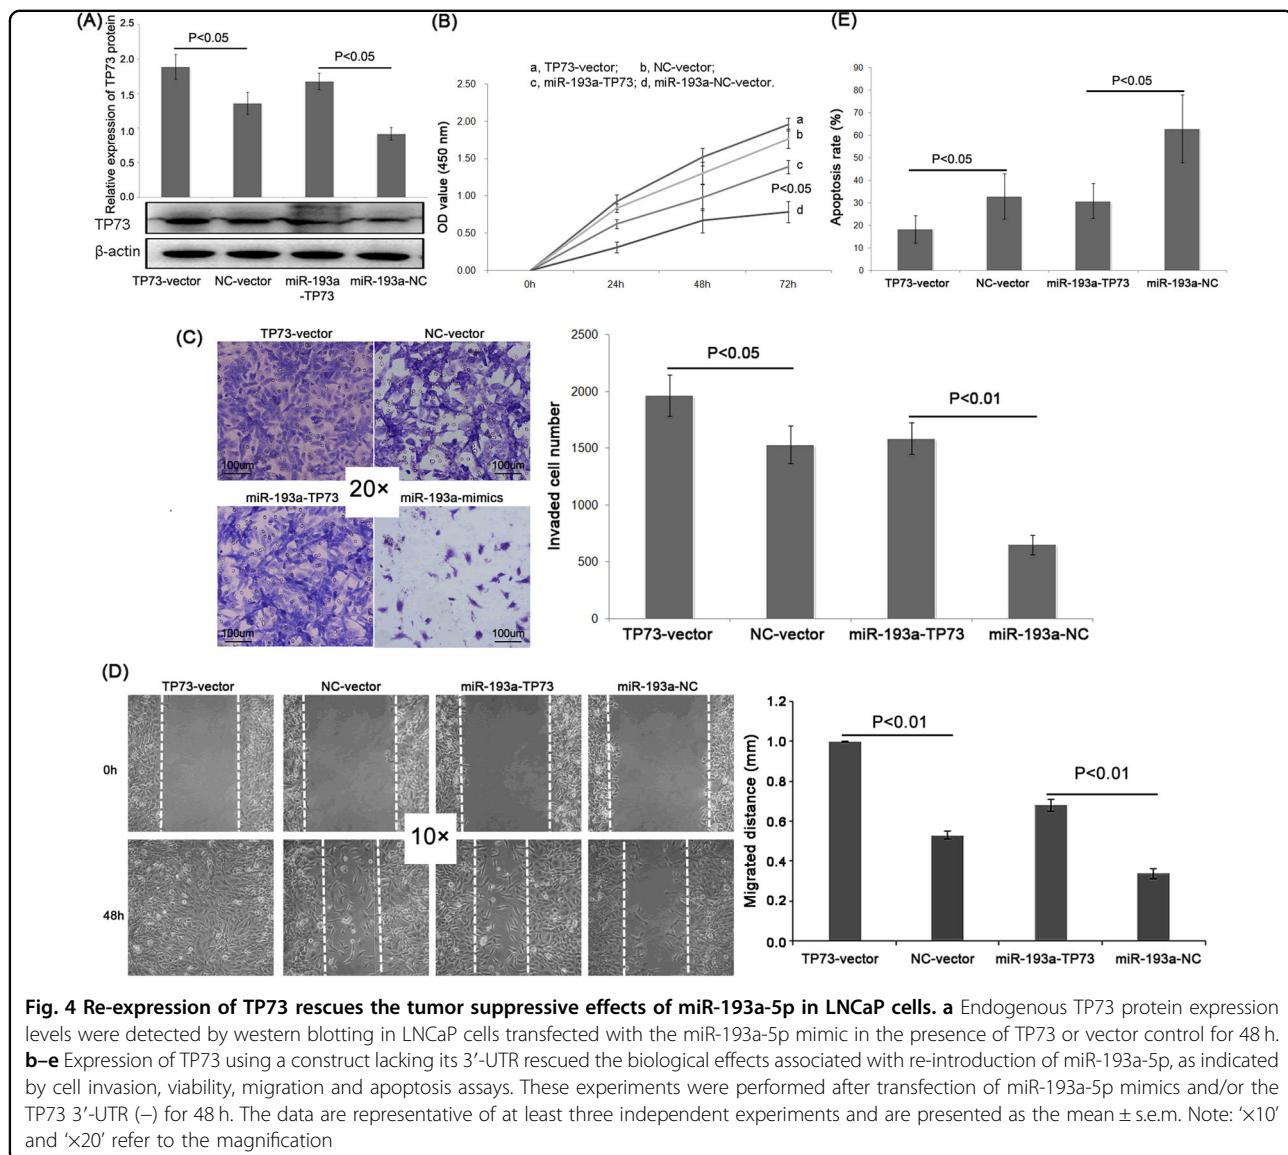 (A)
Relative expression of TP73 protein
2.5
2.0
1.5
1.0
0.5
0.0
P<0.05
P<0.05
TP73
β-actin
TP73-vector NC-vector miR-193a miR-193a-NC
-TP73
(B)
a, TP73-vector; b, NC-vector;
c, miR-193a-TP73; d, miR-193a-NC-vector.
OD value (450 nm)
2.50
2.00
1.50
1.00
0.50
0.00
a
b
c
P<0.05
d
0h 24h 48h 72h
(E)
Apoptosis rate (%)
90
80
70
60
50
40
30
20
10
0
P<0.05
P<0.05
TP73-vector NC-vector miR-193a-TP73 miR-193a-NC
(C)
TP73-vector NC-vector
100um 100um
20×
miR-193a-TP73 miR-193a-mimics
100um 100um
Invaded cell number
2500
2000
1500
1000
500
0
P<0.05
P<0.01
TP73-vector NC-vector miR-193a-TP73 miR-193a-NC
(D)
TP73-vector NC-vector miR-193a-TP73 miR-193a-NC
0h
10×
48h
Migrated distance (mm)
1.2
1.0
0.8
0.6
0.4
0.2
0.0
P<0.01
P<0.01
TP73-vector NC-vector miR-193a-TP73 miR-193a-NC
Fig. 4 Re-expression of TP73 rescues the tumor suppressive effects of miR-193a-5p in LNCaP cells. a Endogenous TP73 protein expression
levels were detected by western blotting in LNCaP cells transfected with the miR-193a-5p mimic in the presence of TP73 or vector control for 48 h.
b–e Expression of TP73 using a construct lacking its 3′-UTR rescued the biological effects associated with re-introduction of miR-193a-5p, as indicated
by cell invasion, viability, migration and apoptosis assays. These experiments were performed after transfection of miR-193a-5p mimics and/or the
TP73 3′-UTR (−) for 48 h. The data are representative of at least three independent experiments and are presented as the mean ± s.e.m. Note: ‘×10’
and ‘×20’ refer to the magnification